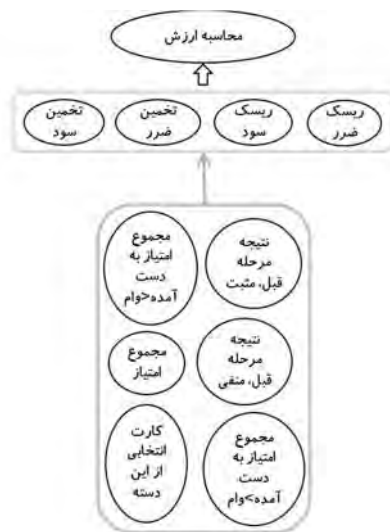 محاسبه ارزش
ریسک
ضرر
ریسک
سود
تخمین
ضرر
تخمین
سود
نتیجه
مرحله
قبل، مثبت
مجموع
امتیاز به
دست
آمده<وام
نتیجه
مرحله
قبل، منفی
مجموع
امتیاز
مجموع
امتیاز به
دست
آمده>وام
کارت
انتخابی
از این
دسته